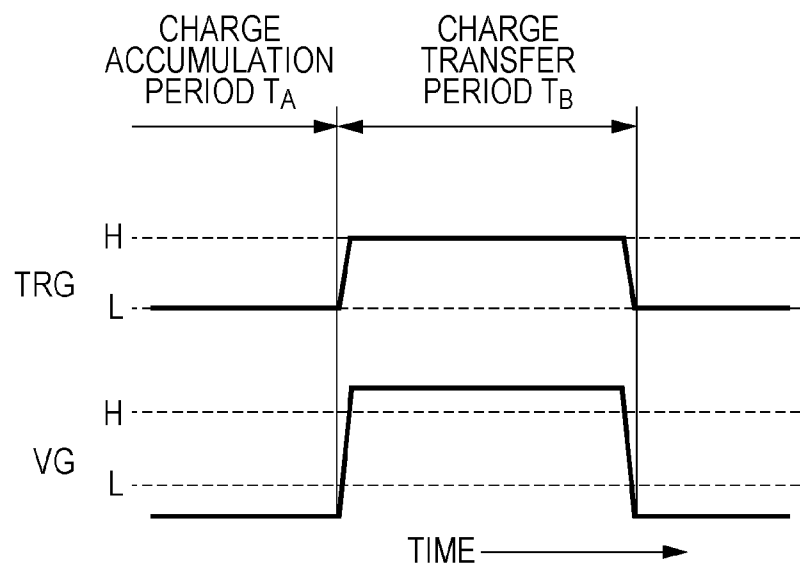 CHARGE
ACCUMULATION
PERIOD TA
CHARGE
TRANSFER
PERIOD TB
H
TRG
L
H
VG
L
TIME